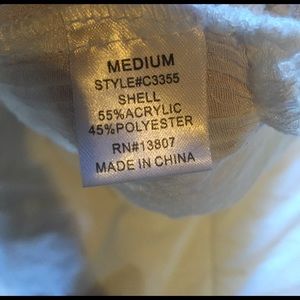 MEDIUM
STYLE#C3355
SHELL
55%ACRYLIC
45%POLYESTER
RN#13807
MADE IN CHINA